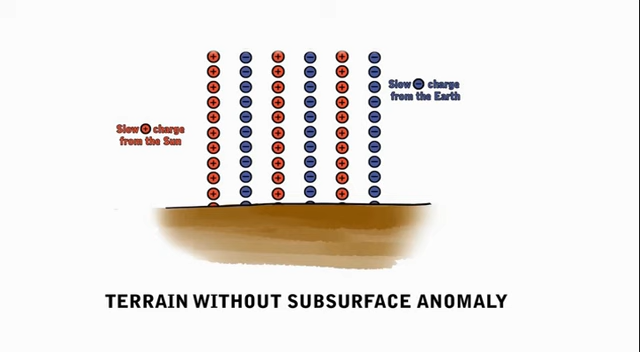 Slow - charge
from the Earth
Slow + charge
from the Sun
TERRAIN WITHOUT SUBSURFACE ANOMALY